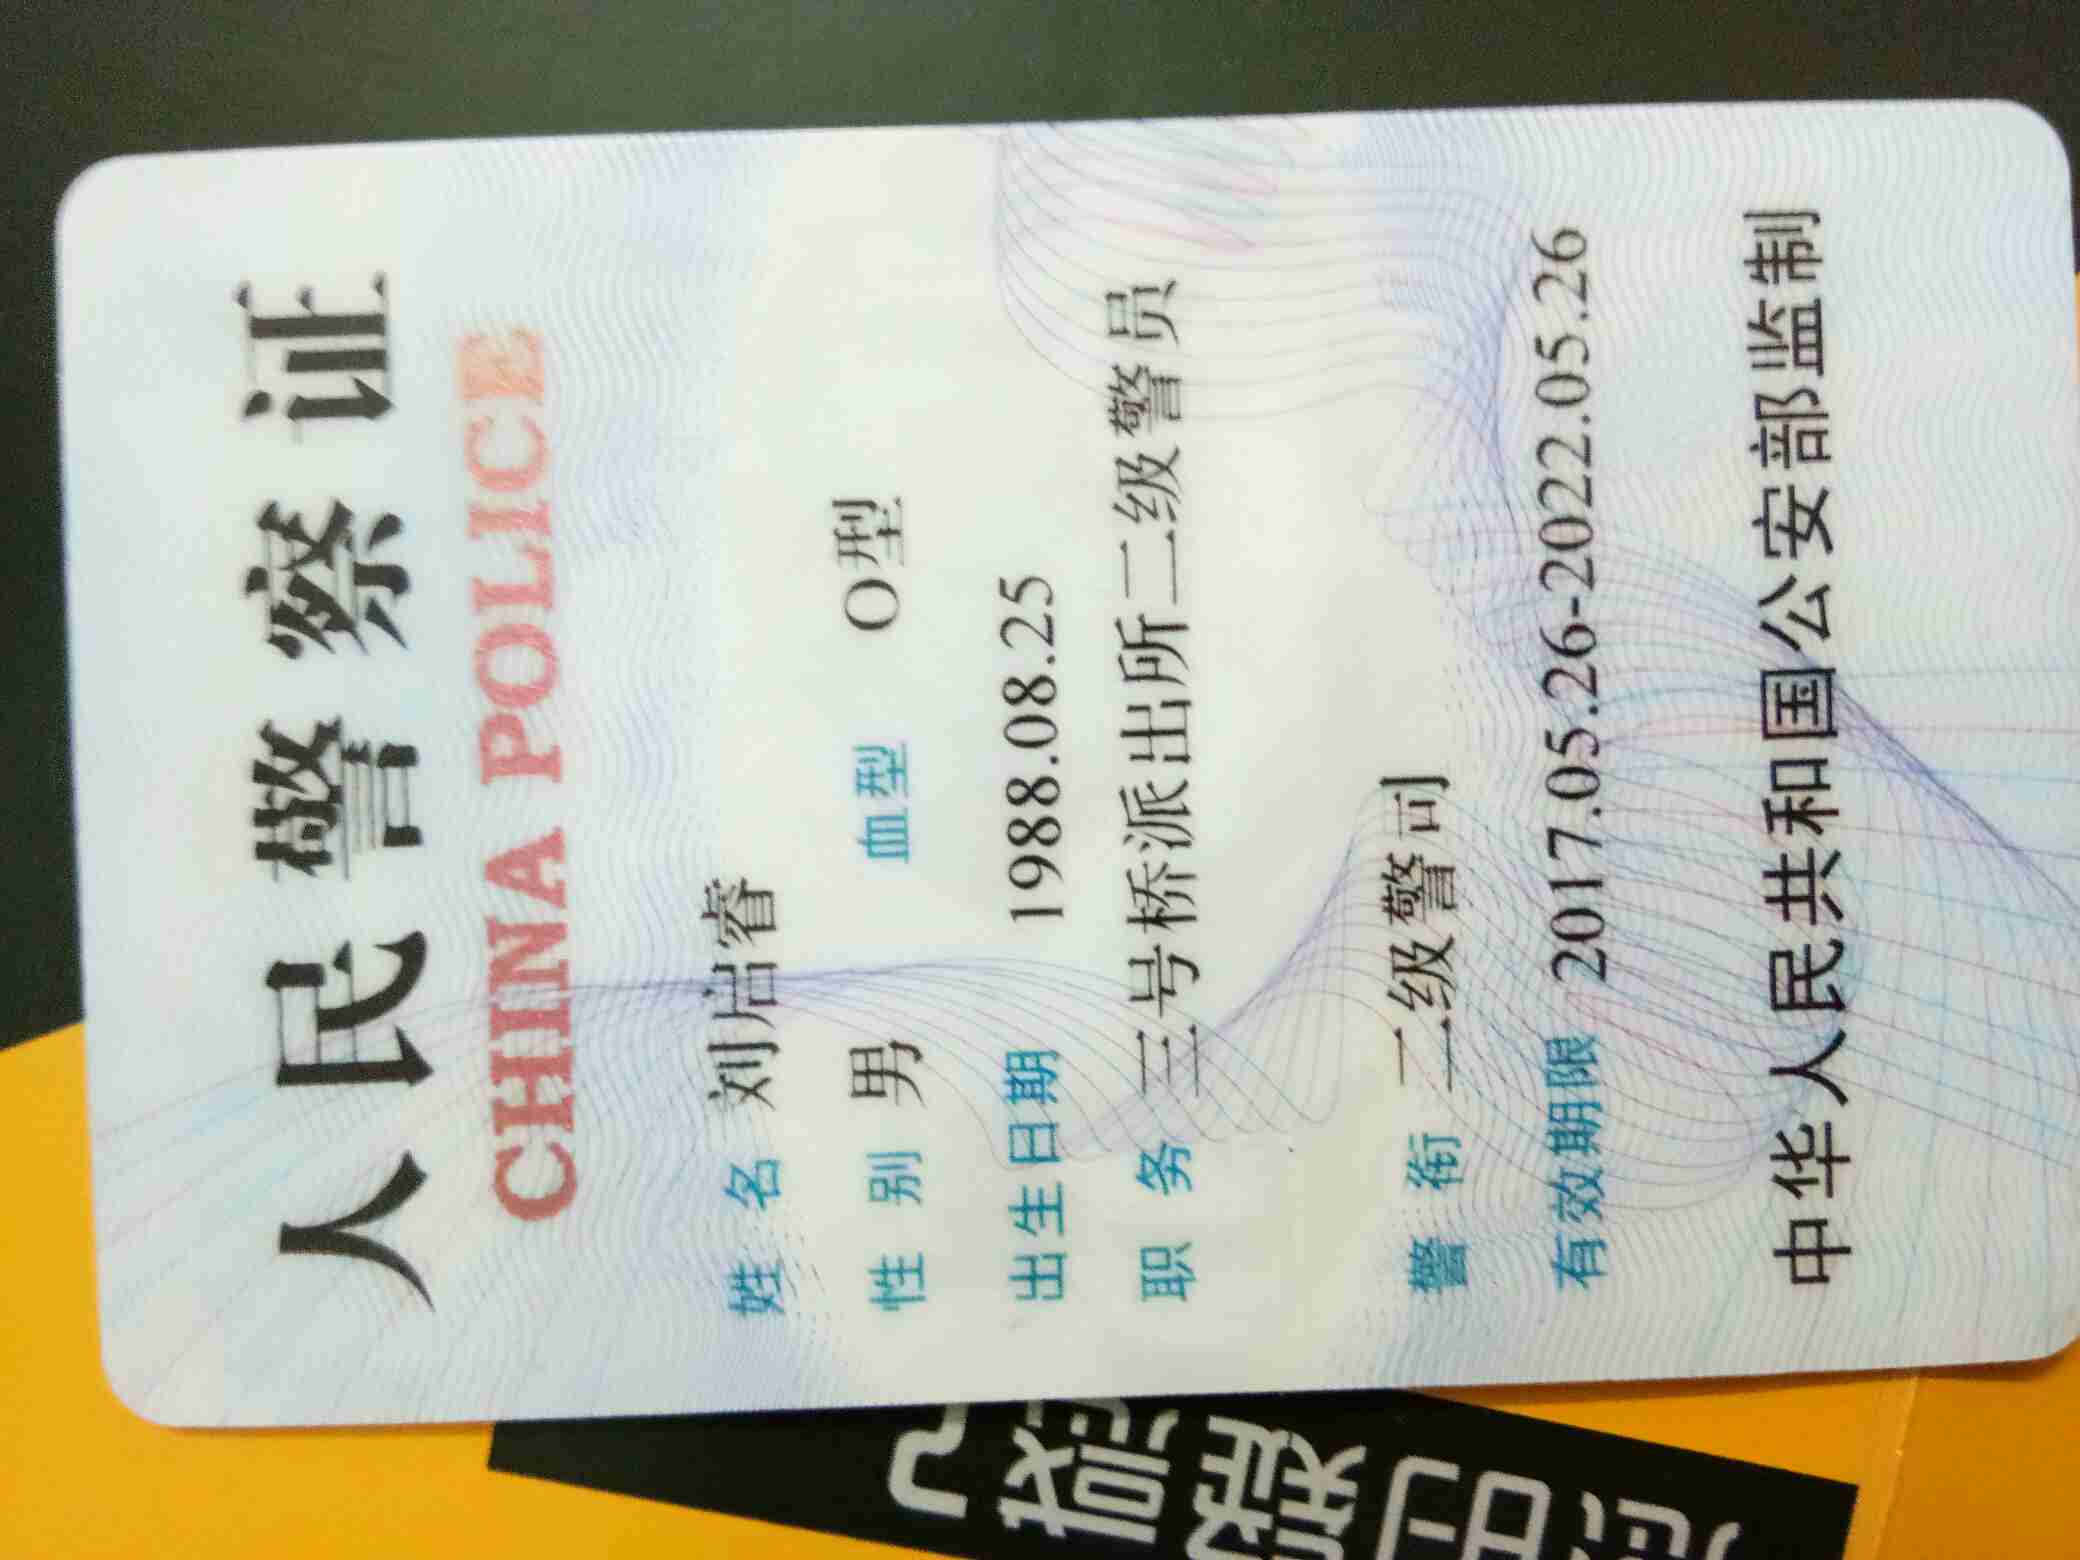 人民警察证
CHINA POLICE
姓 名 刘启睿
性 别 男 血型 O型
出生日期 1988.08.25
职 务 三号桥派出所二级警员
警 衔 二级警司
有效期限 2017.05.26-2022.05.26
中华人民共和国公安部监制